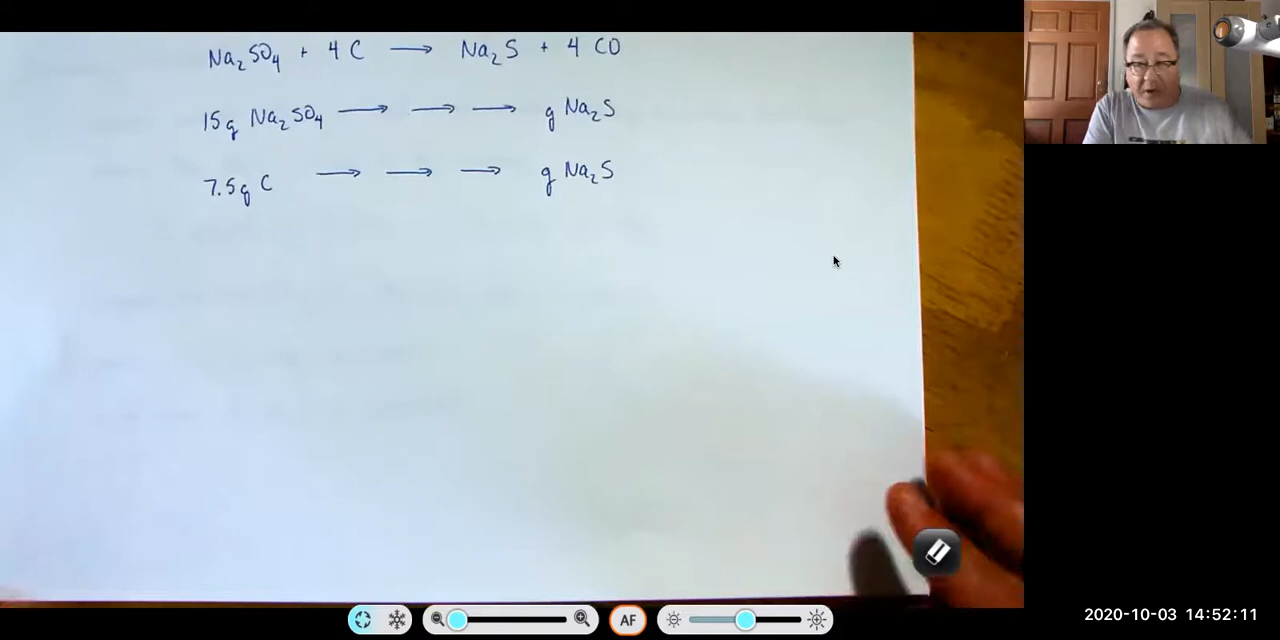 Na₂SO₄ + 4 C ⟶ Na₂S + 4 CO
15g Na₂SO₄ ⟶ ⟶ ⟶ g Na₂S
7.5g C ⟶ ⟶ ⟶ g Na₂S
AF
2020-10-03 14:52:11